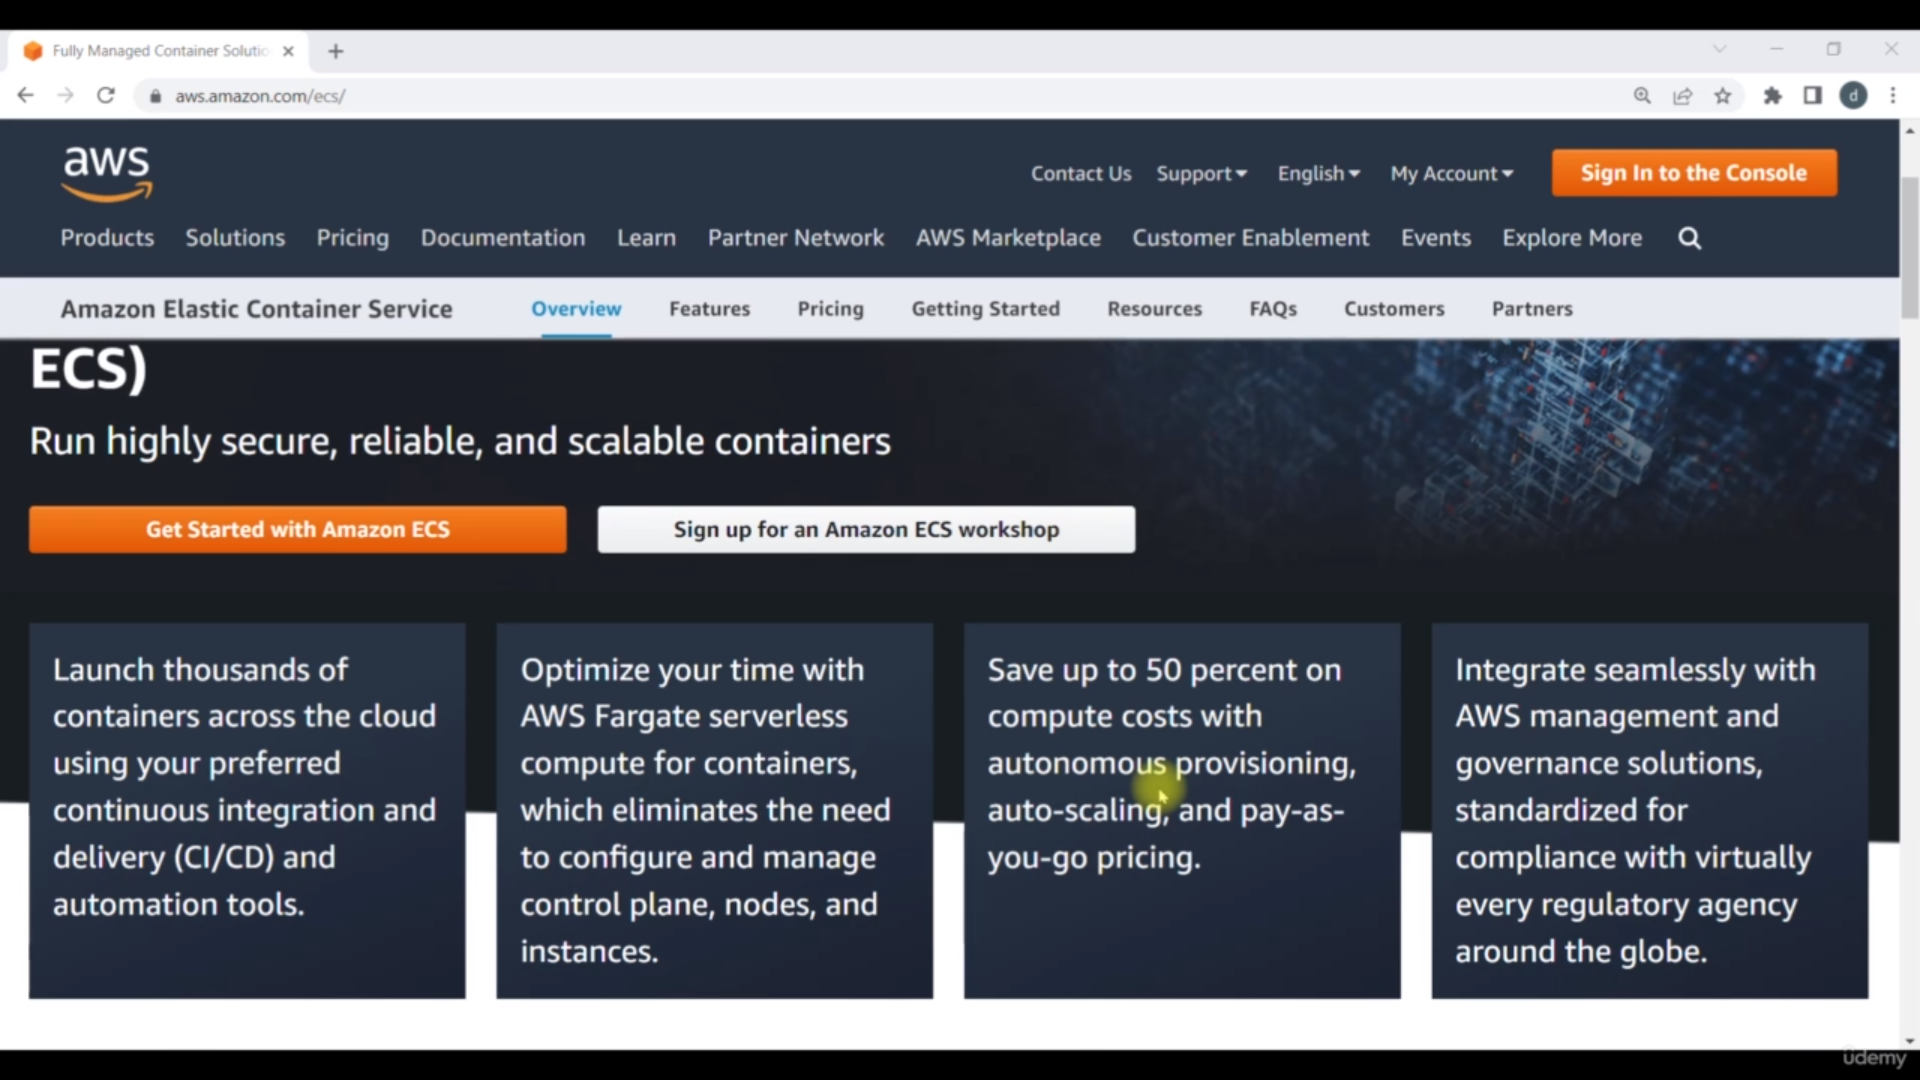 Fully Managed Container Solutio
aws.amazon.com/ecs/
d
aws
Contact Us Support English My Account Sign In to the Console
Products Solutions Pricing Documentation Learn Partner Network AWS Marketplace Customer Enablement Events Explore More
Amazon Elastic Container Service Overview Features Pricing Getting Started Resources FAQs Customers Partners
ECS)
Run highly secure, reliable, and scalable containers
Get Started with Amazon ECS
Sign up for an Amazon ECS workshop
Launch thousands of
containers across the cloud
using your preferred
continuous integration and
delivery (CI/CD) and
automation tools.
Optimize your time with
AWS Fargate serverless
compute for containers,
which eliminates the need
to configure and manage
control plane, nodes, and
instances.
Save up to 50 percent on
compute costs with
autonomous provisioning,
auto-scaling, and pay-as-
you-go pricing.
Integrate seamlessly with
AWS management and
governance solutions,
standardized for
compliance with virtually
every regulatory agency
around the globe.
ûdemy